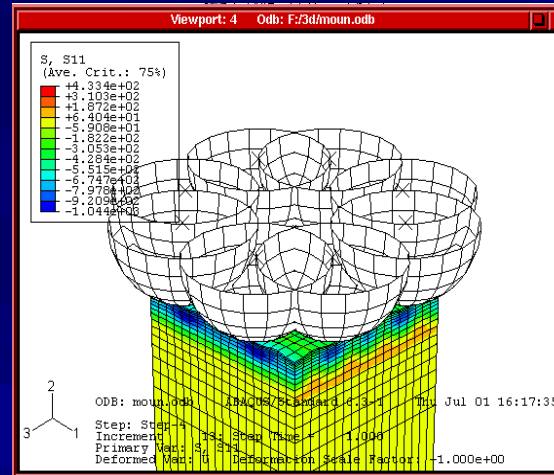 Viewport: 4 Odb: F:/3d/moun.odb
S, S11
(Ave. Crit.: 75%)
+4.334e+02
+3.103e+02
+1.872e+02
+6.404e+01
-5.908e+01
-1.822e+02
-3.053e+02
-4.284e+02
-5.515e+02
-6.747e+02
-7.978e+02
-9.209e+02
-1.044e+03
2
3
1
ODB: moun.odb ABAQUS/Standard 6.3-1 Thu Jul 01 16:17:35
Step: Step-4
Increment 13: Step Time = 1.000
Primary Var: S, S11
Deformed Var: U Deformation Scale Factor: -1.000e+00